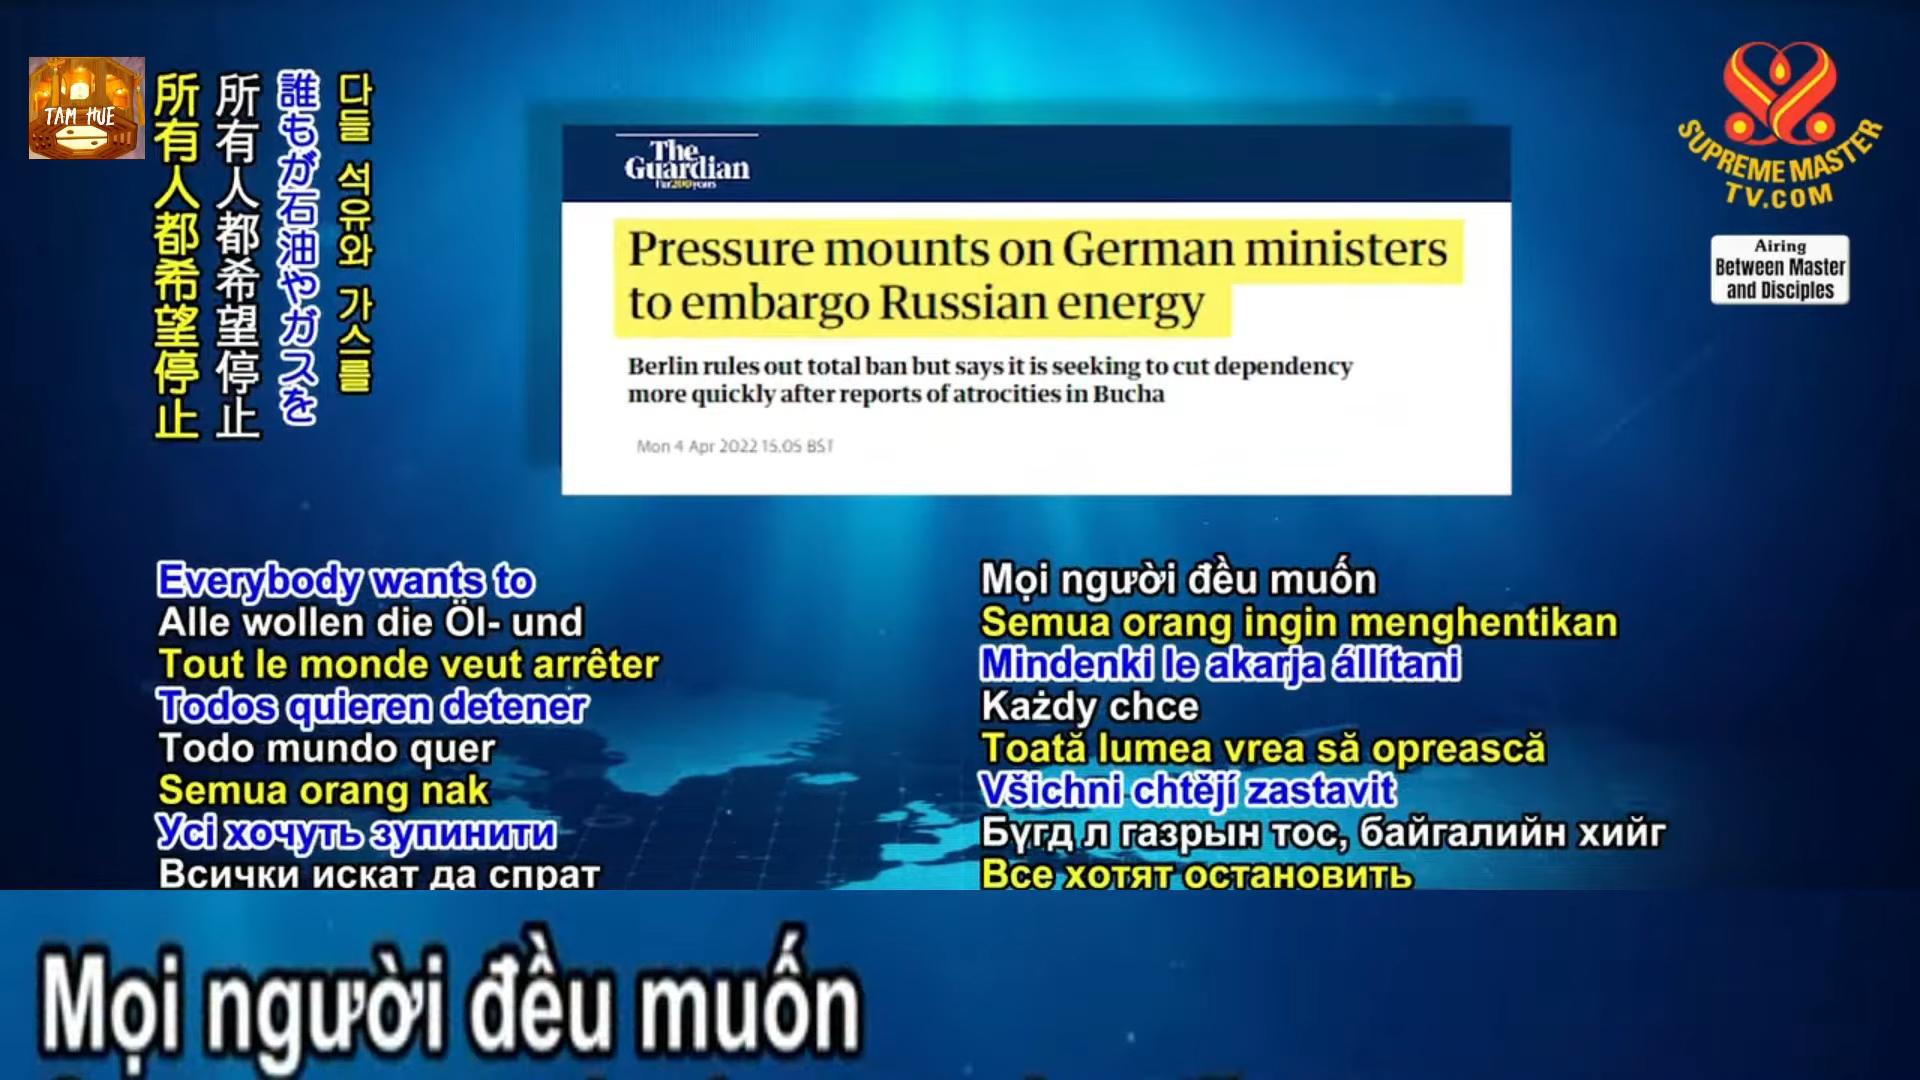 TAM HUE
所有人都希望停止
所有人都希望停止
誰もが石油やガスを
다들 석유와 가스를
The
Guardian
For 200 years
Pressure mounts on German ministers
to embargo Russian energy
Berlin rules out total ban but says it is seeking to cut dependency
more quickly after reports of atrocities in Bucha
Mon 4 Apr 2022 15.05 BST
SUPREME MASTER
TV.COM
Airing
Between Master
and Disciples
Everybody wants to
Alle wollen die Öl- und
Tout le monde veut arrêter
Todos quieren detener
Todo mundo quer
Semua orang nak
Усі хочуть зупинити
Всички искат да спрат
Mọi người đều muốn
Semua orang ingin menghentikan
Mindenki le akarja állítani
Każdy chce
Toată lumea vrea să oprească
Všichni chtějí zastavit
Бүгд л газрын тос, байгалийн хийг
Все хотят остановить
Mọi người đều muốn